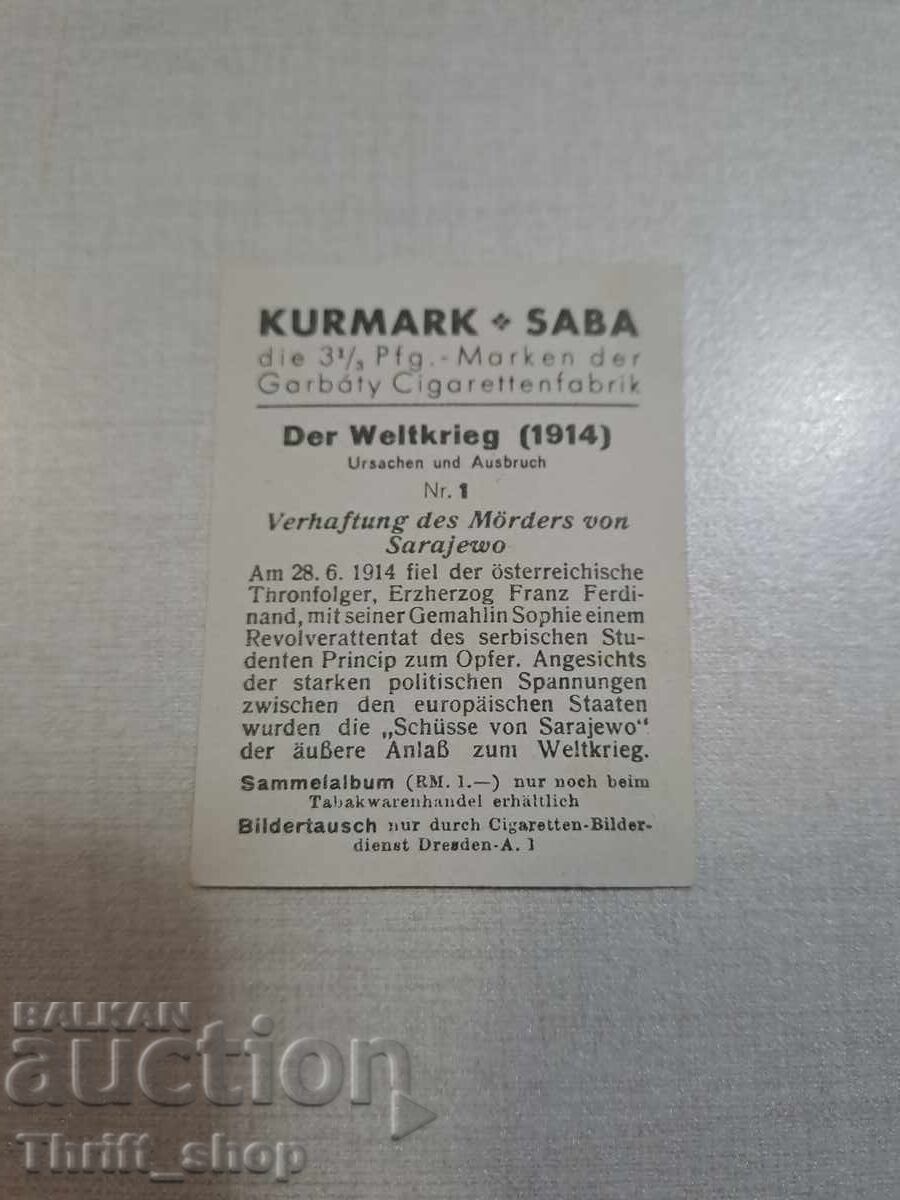 KURMARK ❖ SABA
die 3⅓ Pfg.-Marken der
Garbáty Cigarettenfabrik
Der Weltkrieg (1914)
Ursachen und Ausbruch
Nr. 1
Verhaftung des Mörders von
Sarajewo
Am 28. 6. 1914 fiel der österreichische
Thronfolger, Erzherzog Franz Ferdi-
nand, mit seiner Gemahlin Sophie einem
Revolverattentat des serbischen Stu-
denten Princip zum Opfer. Angesichts
der starken politischen Spannungen
zwischen den europäischen Staaten
wurden die „Schüsse von Sarajewo“
der äußere Anlaß zum Weltkrieg.
Sammelalbum (RM. 1.—) nur noch beim
Tabakwarenhandel erhältlich
Bildertausch nur durch Cigaretten-Bilder-
dienst Dresden-A. 1
BALKAN
auction
Thrift_shop